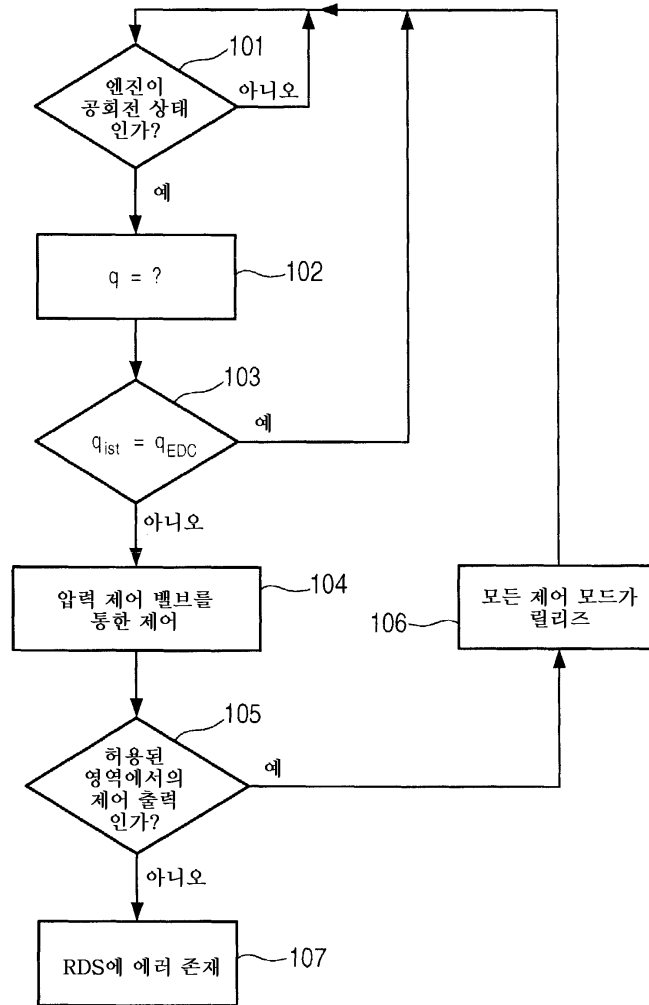 101
엔진이
공회전 상태
인가?
아니오
예
q = ?
102
103
q_ist = q_EDC
예
아니오
104
압력 제어 밸브를
통한 제어
모든 제어 모드가
릴리즈
106
105
허용된
영역에서의
제어 출력
인가?
예
아니오
RDS에 에러 존재
107